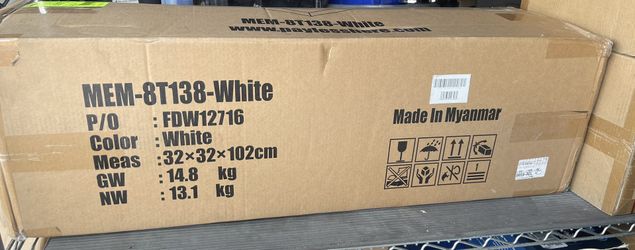 MEM-8T138-White
www.paylesshere.com
MEM-8T138-White
P/O : FDW12716
Color : White
Meas : 32×32×102cm
GW : 14.8 kg
NW : 13.1 kg
Made In Myanmar